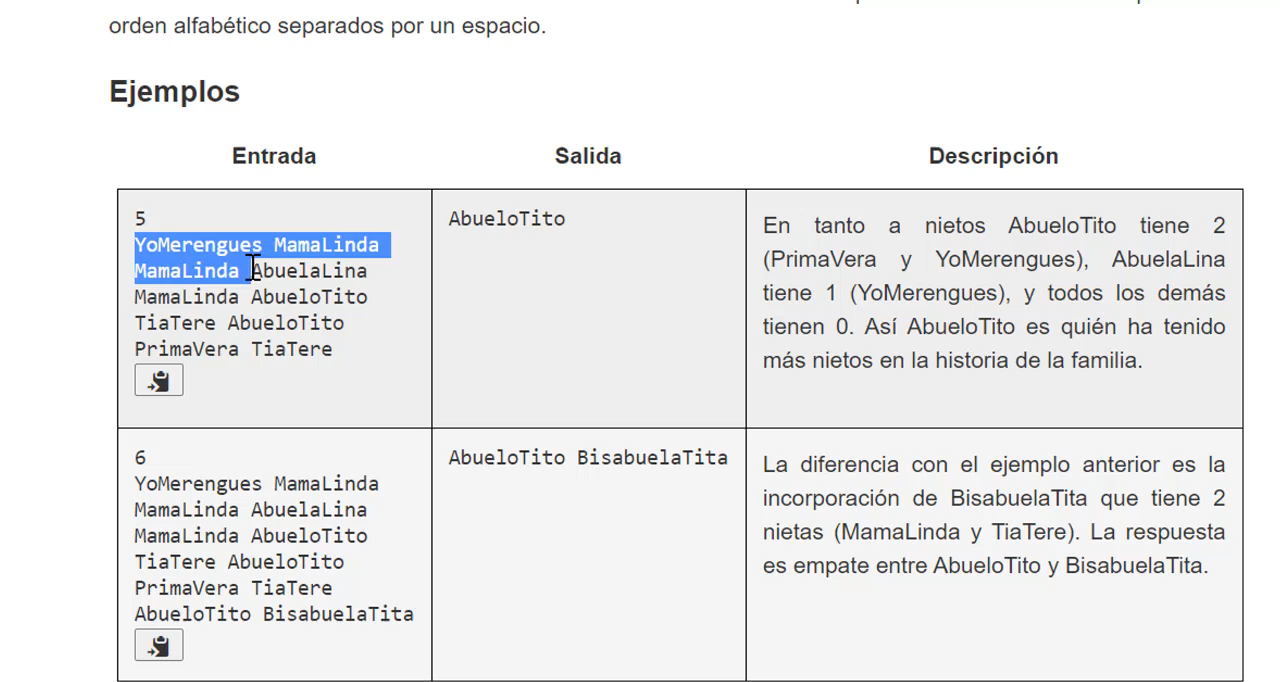 orden alfabético separados por un espacio.
Ejemplos
Entrada
Salida
Descripción
5
YoMerengues MamaLinda
MamaLinda AbuelaLina
MamaLinda AbueloTito
TiaTere AbueloTito
PrimaVera TiaTere
AbueloTito
En tanto a nietos AbueloTito tiene 2
(PrimaVera y YoMerengues), AbuelaLina
tiene 1 (YoMerengues), y todos los demás
tienen 0. Así AbueloTito es quién ha tenido
más nietos en la historia de la familia.
6
YoMerengues MamaLinda
MamaLinda AbuelaLina
MamaLinda AbueloTito
TiaTere AbueloTito
PrimaVera TiaTere
AbueloTito BisabuelaTita
AbueloTito BisabuelaTita
La diferencia con el ejemplo anterior es la
incorporación de BisabuelaTita que tiene 2
nietas (MamaLinda y TiaTere). La respuesta
es empate entre AbueloTito y BisabuelaTita.